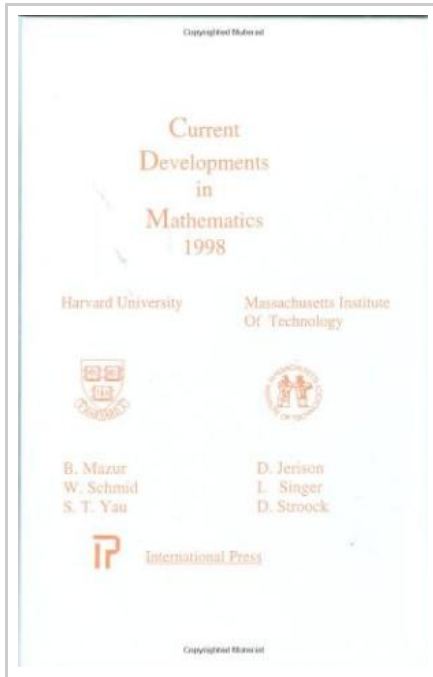 Copyrighted Material
Current
Developments
in
Mathematics
1998
Harvard University
Massachusetts Institute
Of Technology
B. Mazur
W. Schmid
S. T. Yau
D. Jerison
I. Singer
D. Stroock
IP
International Press
Copyrighted Material